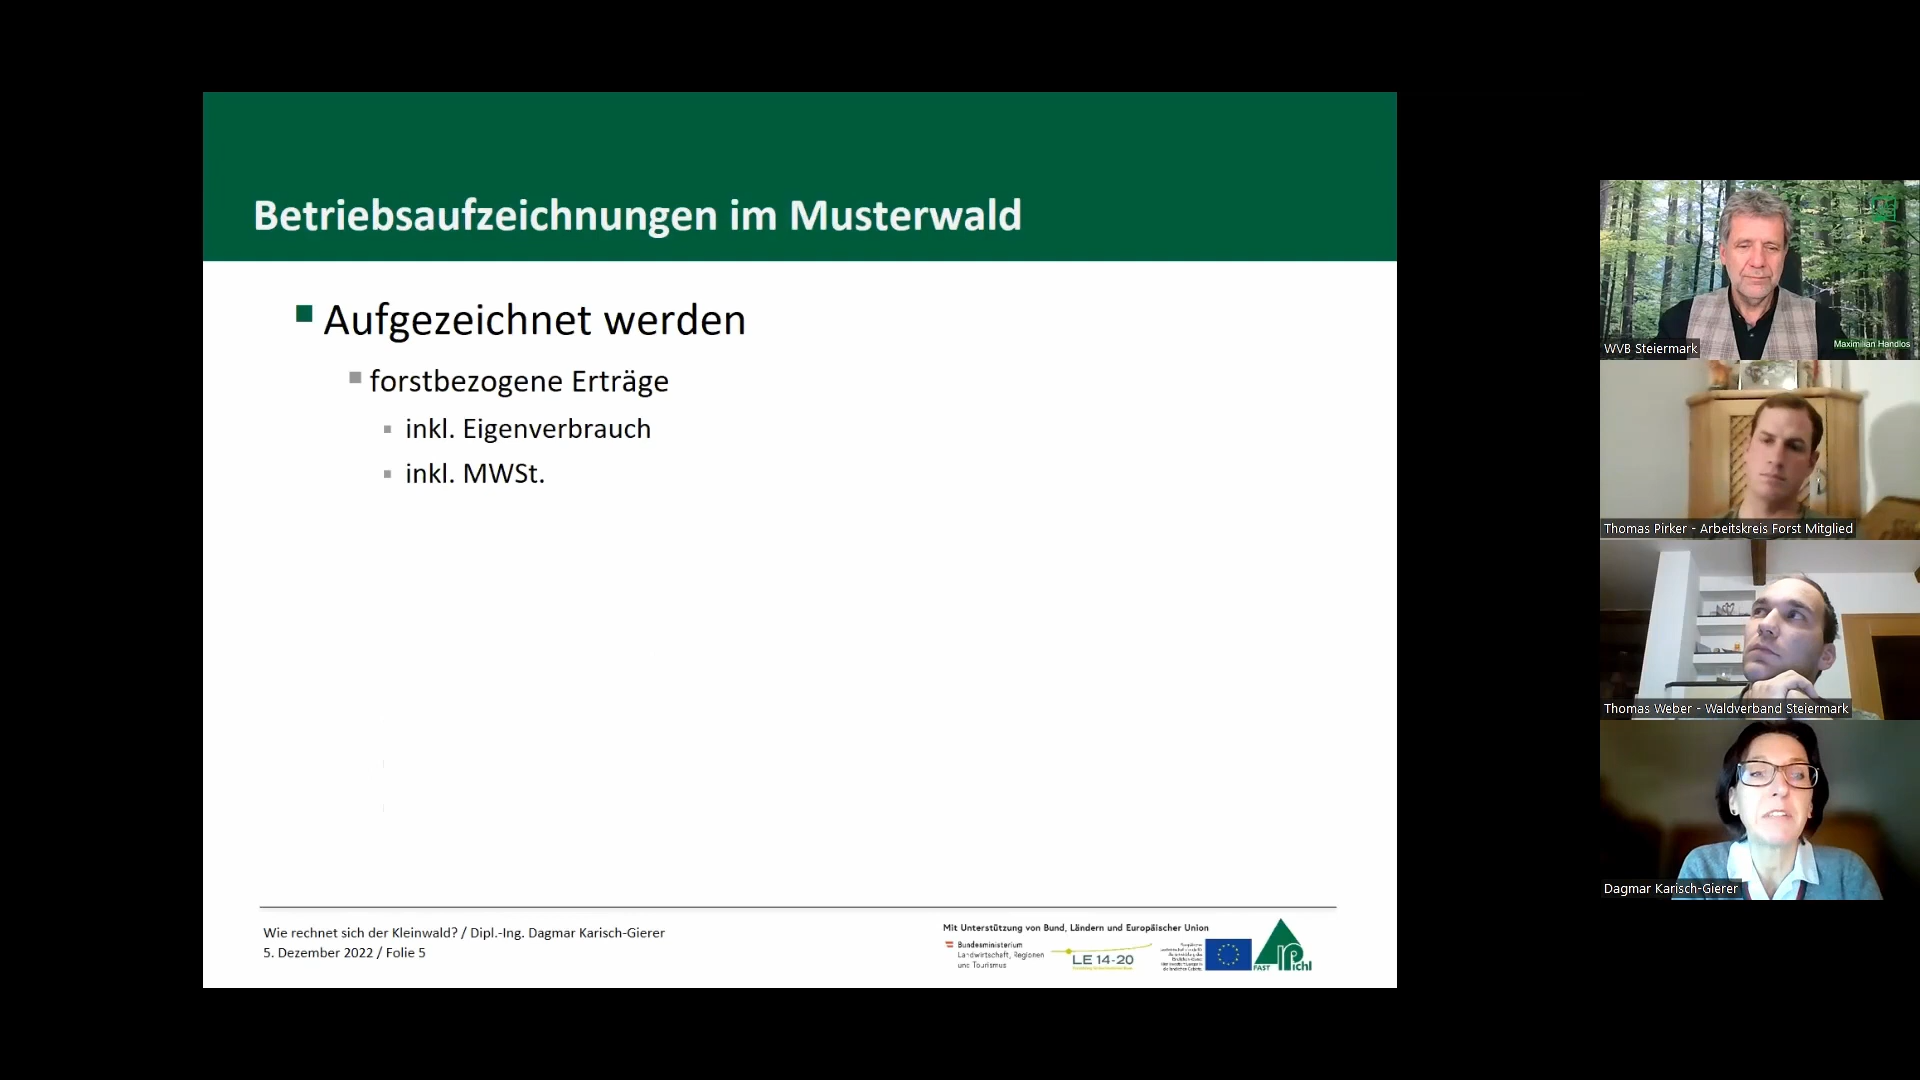 Betriebsaufzeichnungen im Musterwald
Aufgezeichnet werden
forstbezogene Erträge
inkl. Eigenverbrauch
inkl. MWSt.
Wie rechnet sich der Kleinwald? / Dipl.-Ing. Dagmar Karisch-Gierer
5. Dezember 2022 / Folie 5
Mit Unterstützung von Bund, Ländern und Europäischer Union
Bundesministerium
Landwirtschaft, Regionen
und Tourismus
LE 14-20
FAST Pichl
Maximilian Handlos
WVB Steiermark
Thomas Pirker - Arbeitskreis Forst Mitglied
Thomas Weber - Waldverband Steiermark
Dagmar Karisch-Gierer